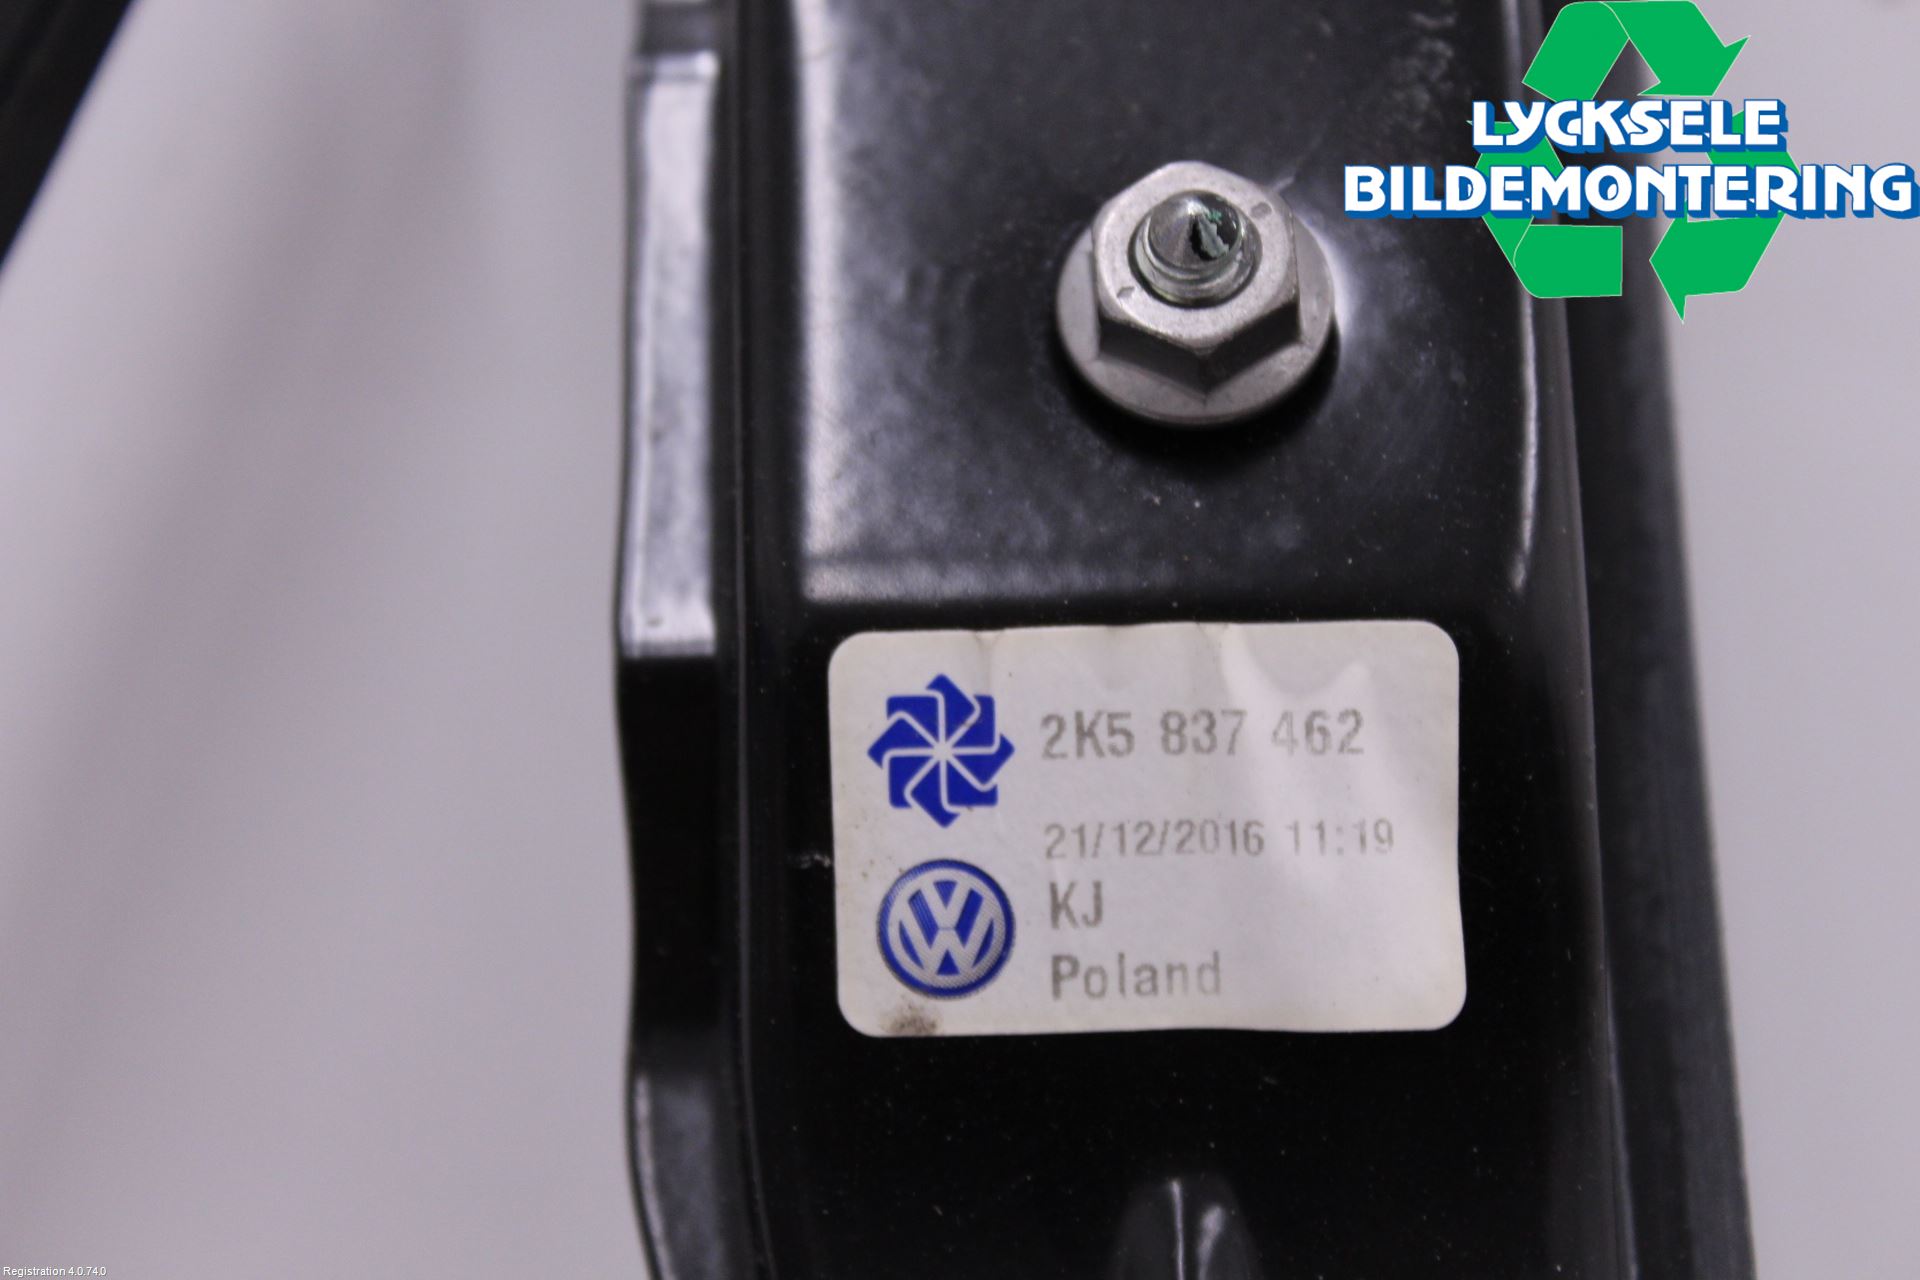 LYCKSELE
BILDEMONTERING
2K5 837 462
21/12/2016 11:19
KJ
Poland
Registration 4.0.74.0